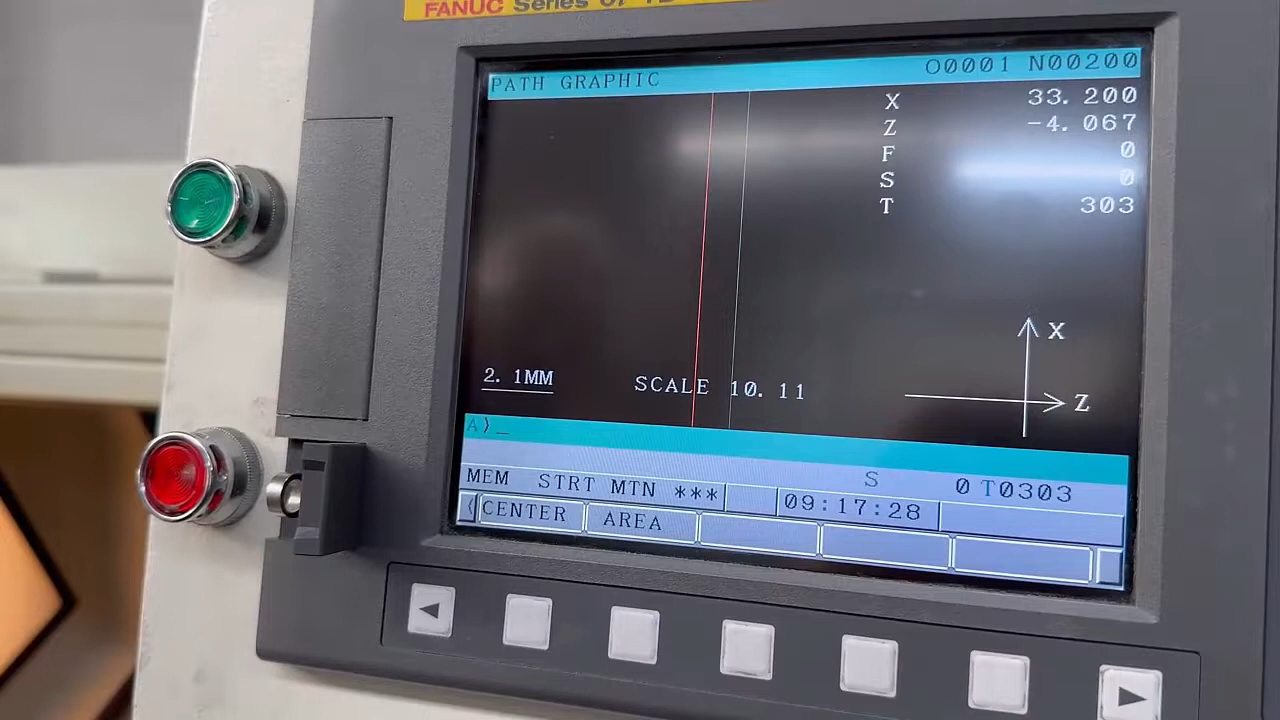 FANUC Series
PATH GRAPHIC O0001 N00200
X 33.200
Z -4.067
F 0
S 0
T 303
X
Z
2.1MM
SCALE 10.11
A)_
S 0 T0303
MEM STRT MTN ***
09:17:28
( CENTER AREA